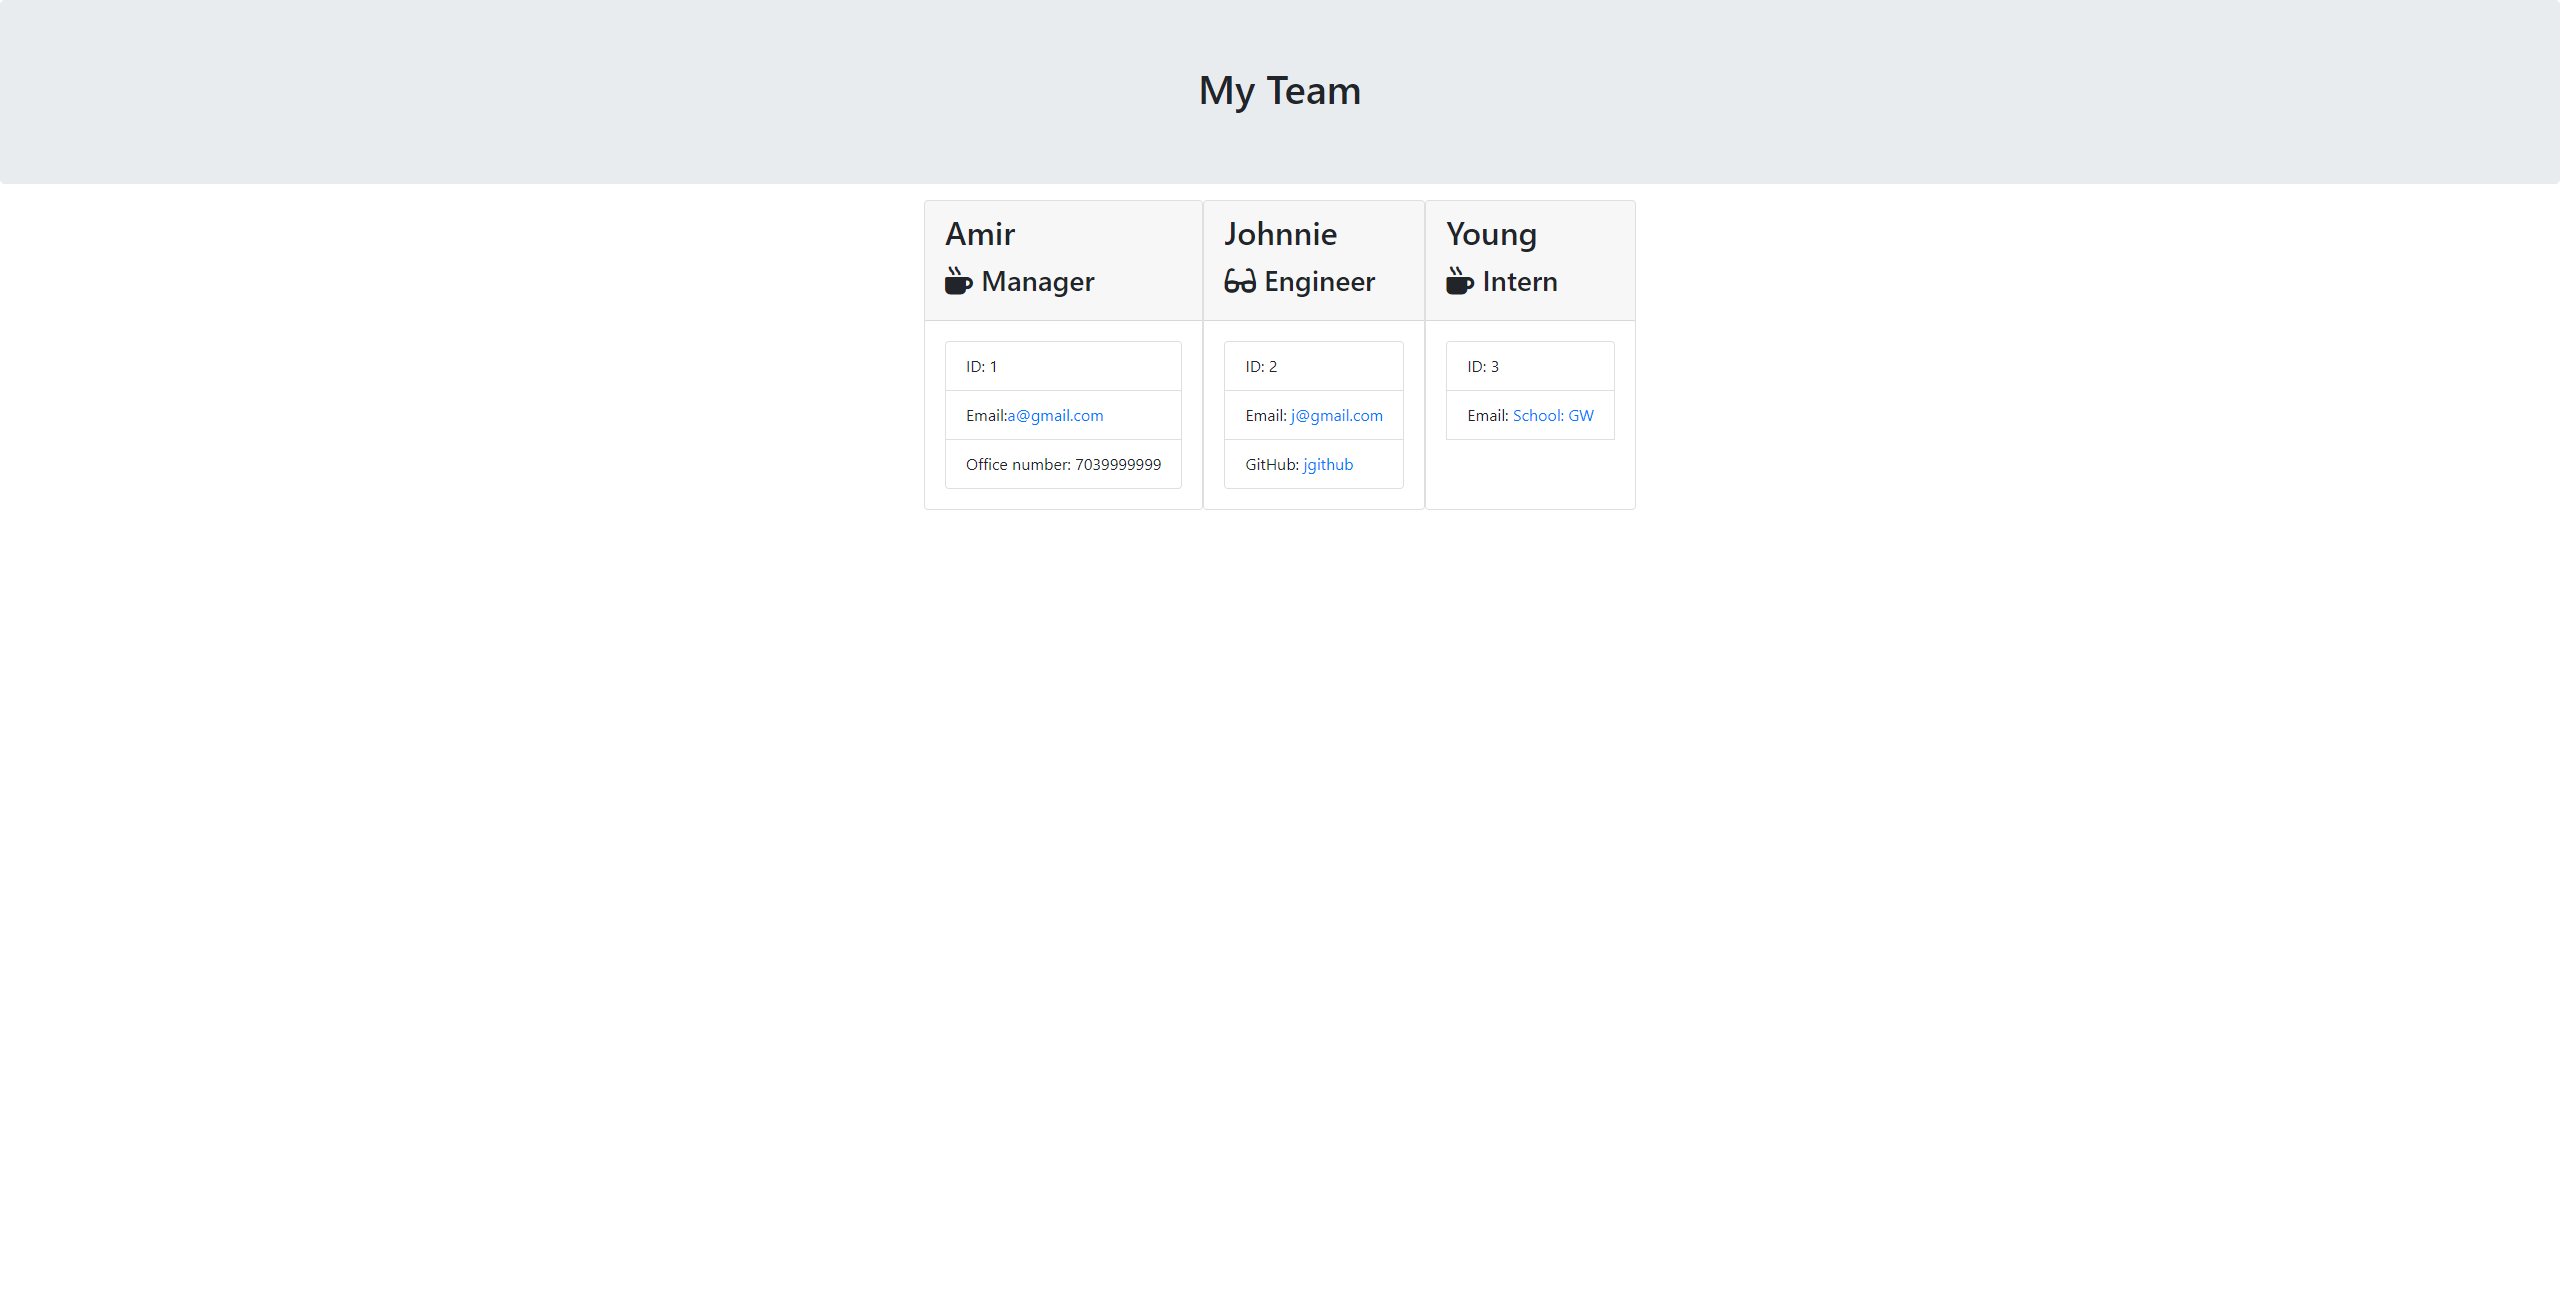 My Team
Amir
Manager
ID: 1
Email:a@gmail.com
Office number: 7039999999
Johnnie
Engineer
ID: 2
Email: j@gmail.com
GitHub: jgithub
Young
Intern
ID: 3
Email: School: GW